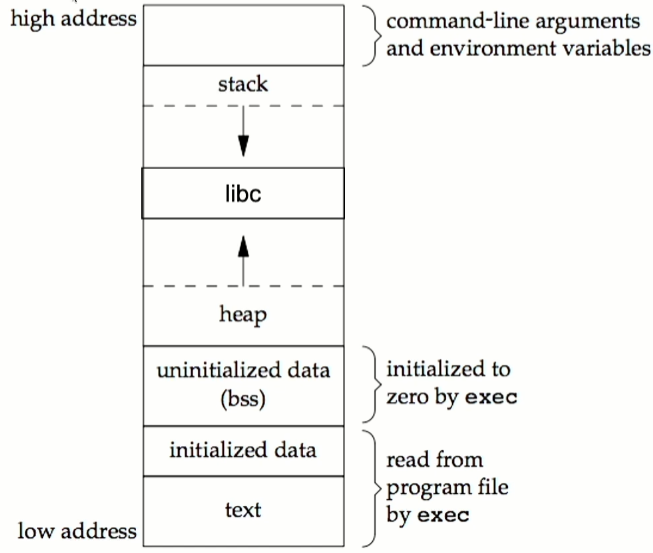 high address
command-line arguments
and environment variables
stack
libc
heap
uninitialized data
(bss)
initialized to
zero by exec
initialized data
read from
program file
by exec
text
low address